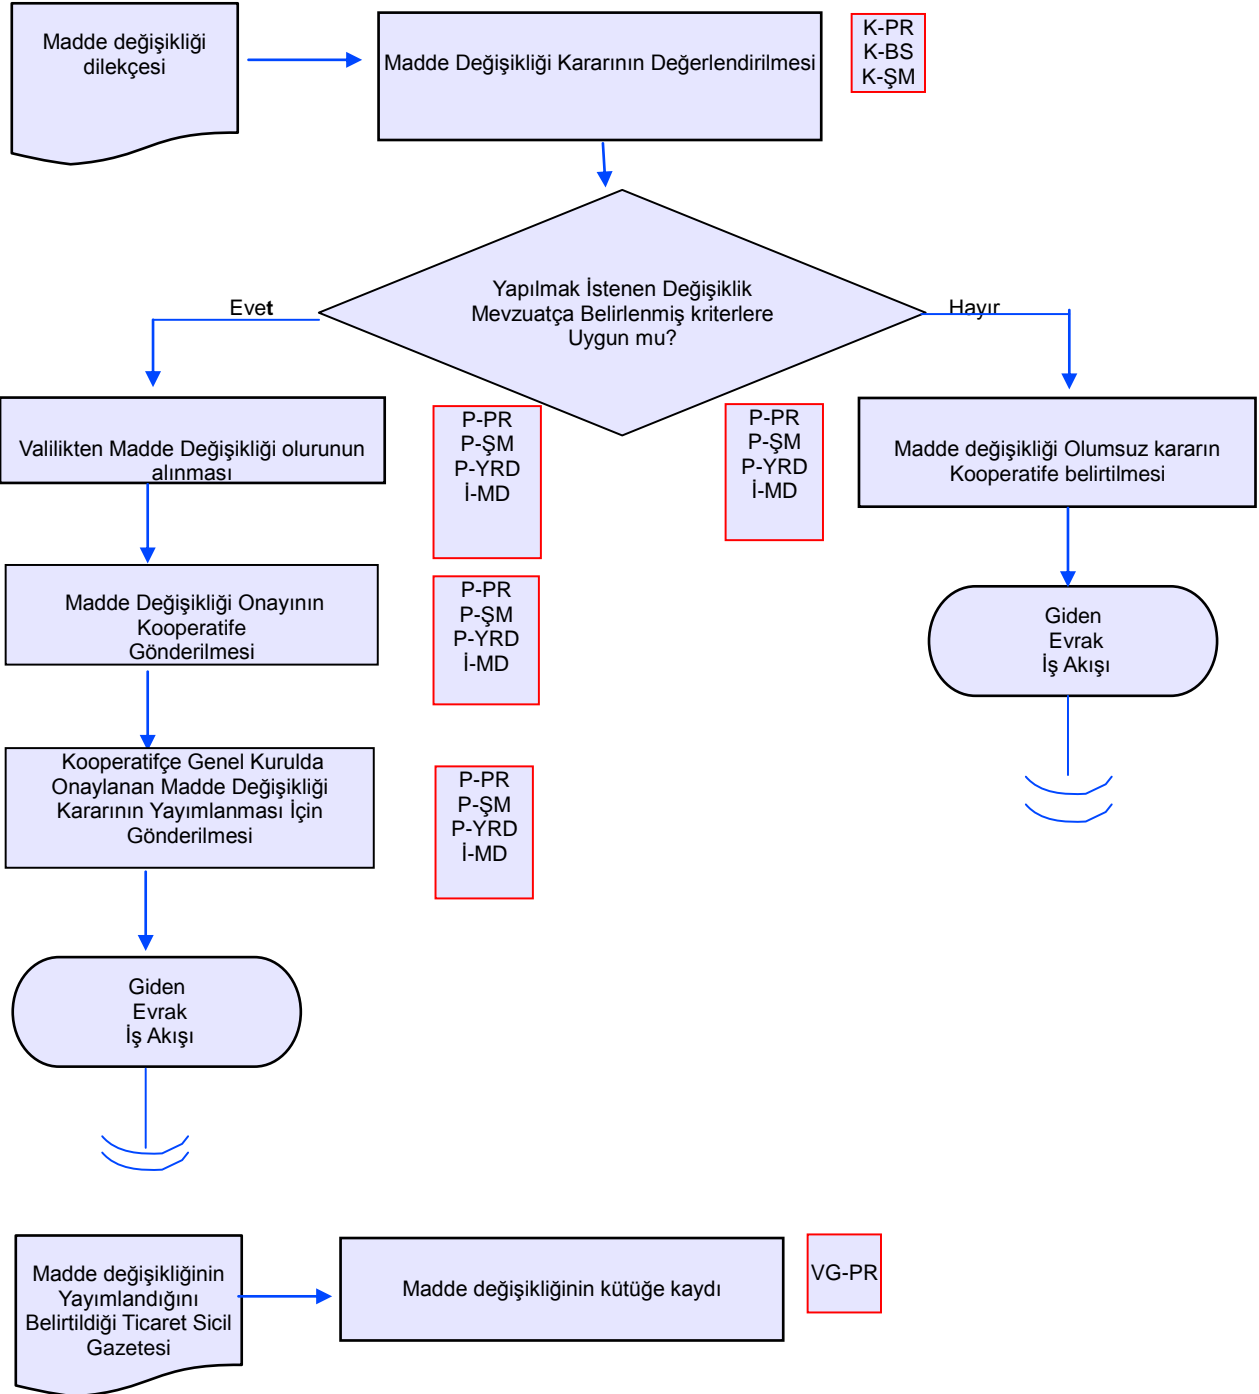 Madde değişikliği
dilekçesi
Madde Değişikliği Kararının Değerlendirilmesi
K-PR
K-BS
K-ŞM
Yapılmak İstenen Değişiklik
Mevzuatça Belirlenmiş kriterlere
Uygun mu?
Evet
Hayır
Valilikten Madde Değişikliği olurunun
alınması
P-PR
P-ŞM
P-YRD
İ-MD
P-PR
P-ŞM
P-YRD
İ-MD
Madde değişikliği Olumsuz kararın
Kooperatife belirtilmesi
Madde Değişikliği Onayının
Kooperatife
Gönderilmesi
P-PR
P-ŞM
P-YRD
İ-MD
Giden
Evrak
İş Akışı
Kooperatifçe Genel Kurulda
Onaylanan Madde Değişikliği
Kararının Yayımlanması İçin
Gönderilmesi
P-PR
P-ŞM
P-YRD
İ-MD
Giden
Evrak
İş Akışı
Madde değişikliğinin
Yayımlandığını
Belirtildiği Ticaret Sicil
Gazetesi
Madde değişikliğinin kütüğe kaydı
VG-PR